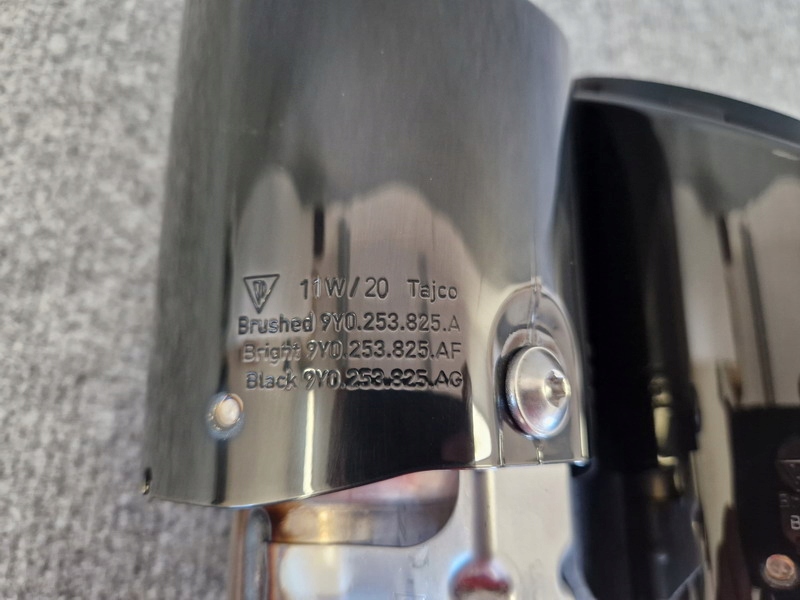 11W/20 Tajco
Brushed 9Y0.253.825.A
Bright 9Y0.253.825.AF
Black 9Y0.253.825.AG
B